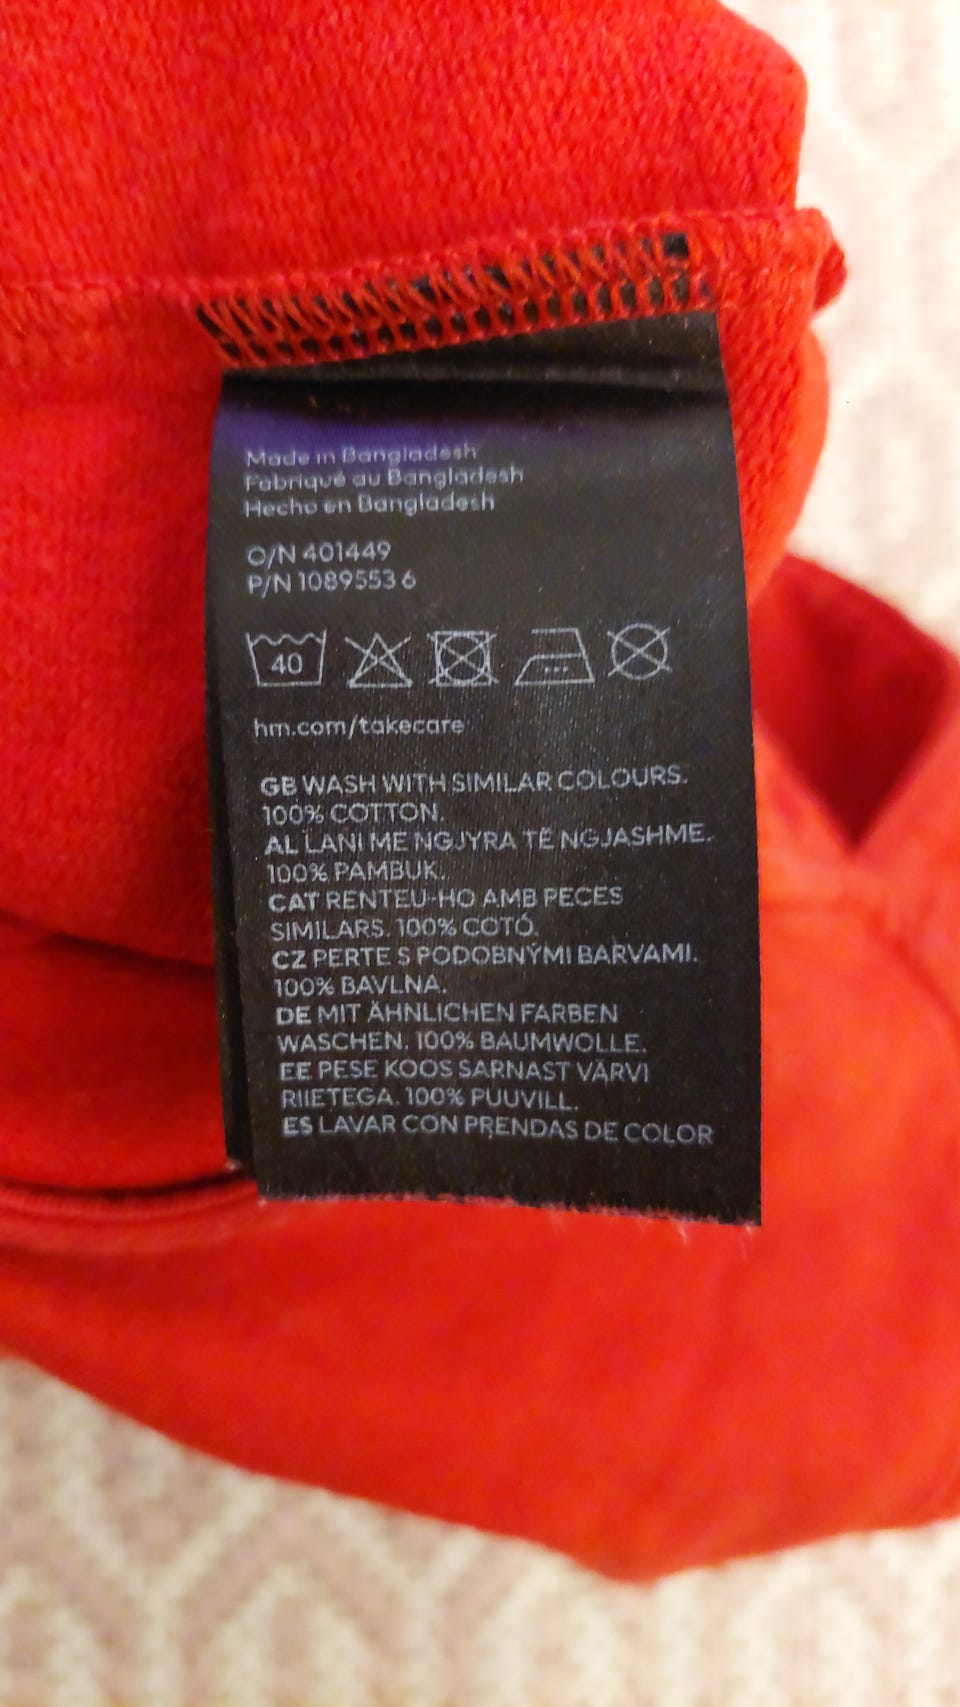 Made in Bangladesh
Fabriqué au Bangladesh
Hecho en Bangladesh
O/N 401449
P/N 10895536
40
hm.com/takecare
GB WASH WITH SIMILAR COLOURS.
100% COTTON.
AL LANI ME NGJYRA TË NGJASHME.
100% PAMBUK.
CAT RENTEU-HO AMB PECES
SIMILARS. 100% COTÓ.
CZ PERTE S PODOBNÝMI BARVAMI.
100% BAVLNA.
DE MIT ÄHNLICHEN FARBEN
WASCHEN. 100% BAUMWOLLE.
EE PESE KOOS SARNAST VÄRVI
RIIETEGA. 100% PUUVILL.
ES LAVAR CON PRENDAS DE COLOR